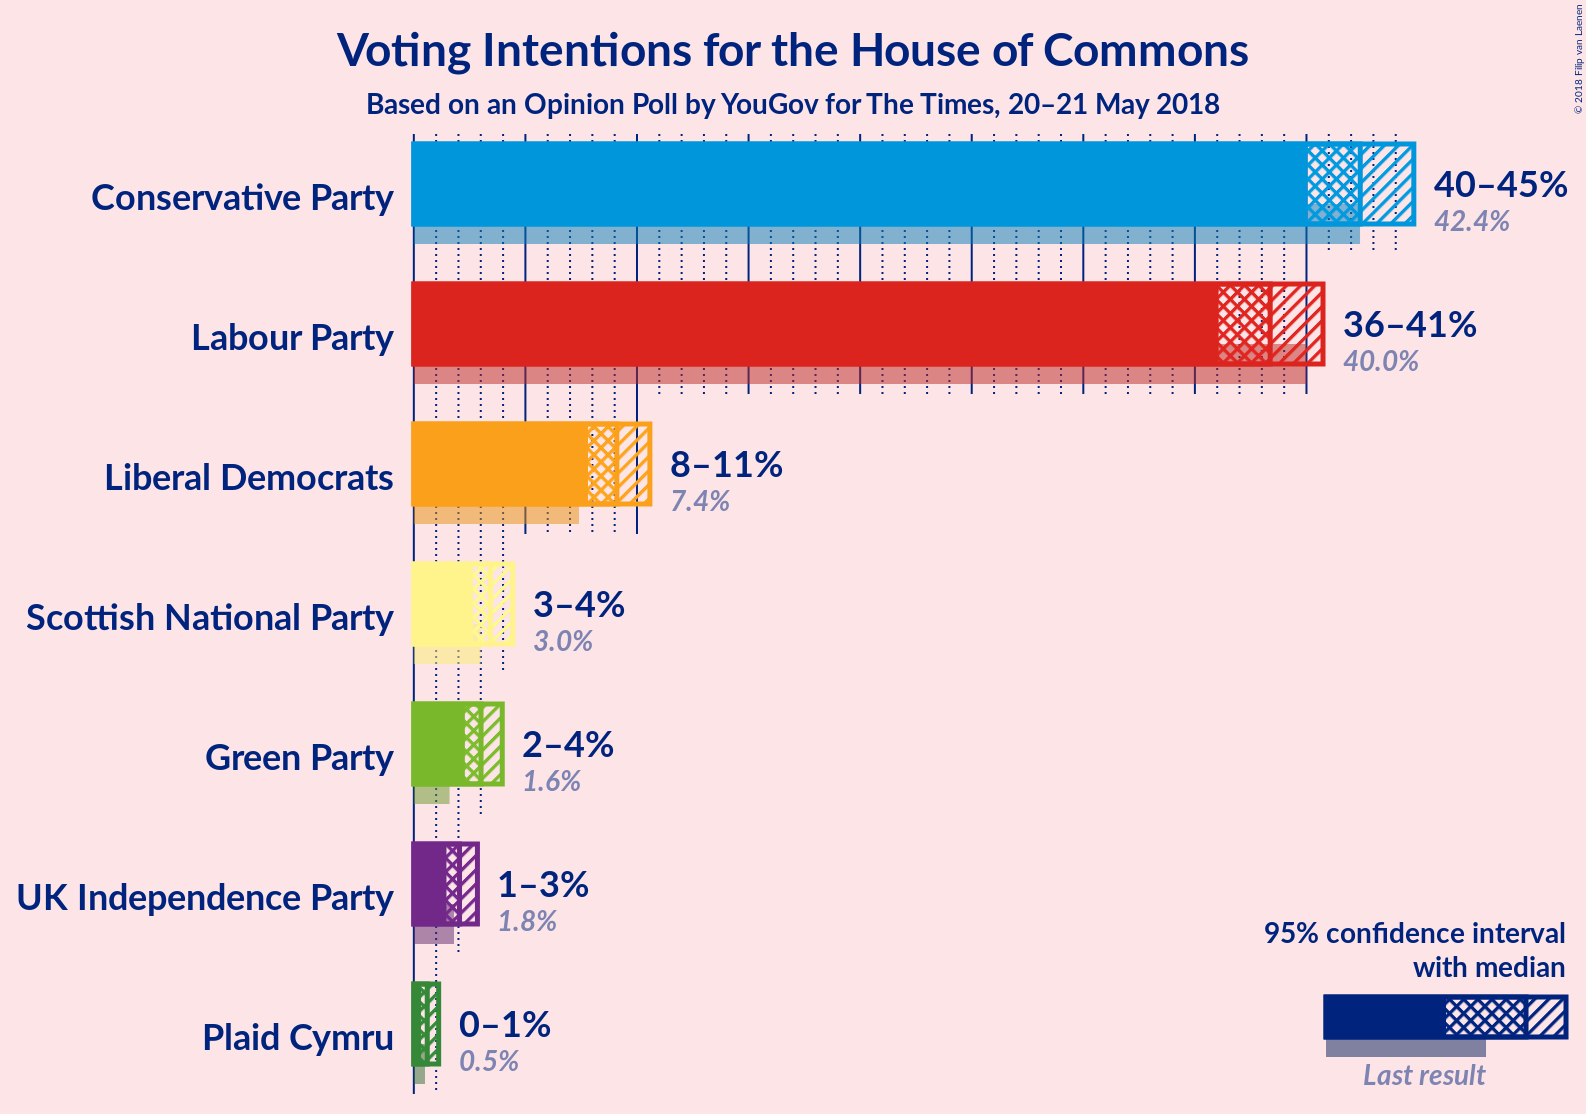 Voting Intentions for the House of Commons
Based on an Opinion Poll by YouGov for The Times, 20–21 May 2018
© 2018 Filip van Laenen
Conservative Party
40–45%
42.4%
Labour Party
36–41%
40.0%
Liberal Democrats
8–11%
7.4%
Scottish National Party
3–4%
3.0%
Green Party
2–4%
1.6%
UK Independence Party
1–3%
1.8%
Plaid Cymru
0–1%
0.5%
95% confidence interval
with median
Last result